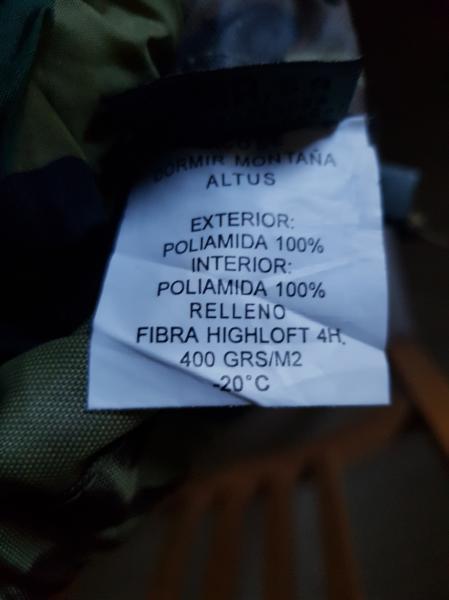 DORMIR MONTAÑA
ALTUS
EXTERIOR:
POLIAMIDA 100%
INTERIOR:
POLIAMIDA 100%
RELLENO
FIBRA HIGHLOFT 4H.
400 GRS/M2
-20°C